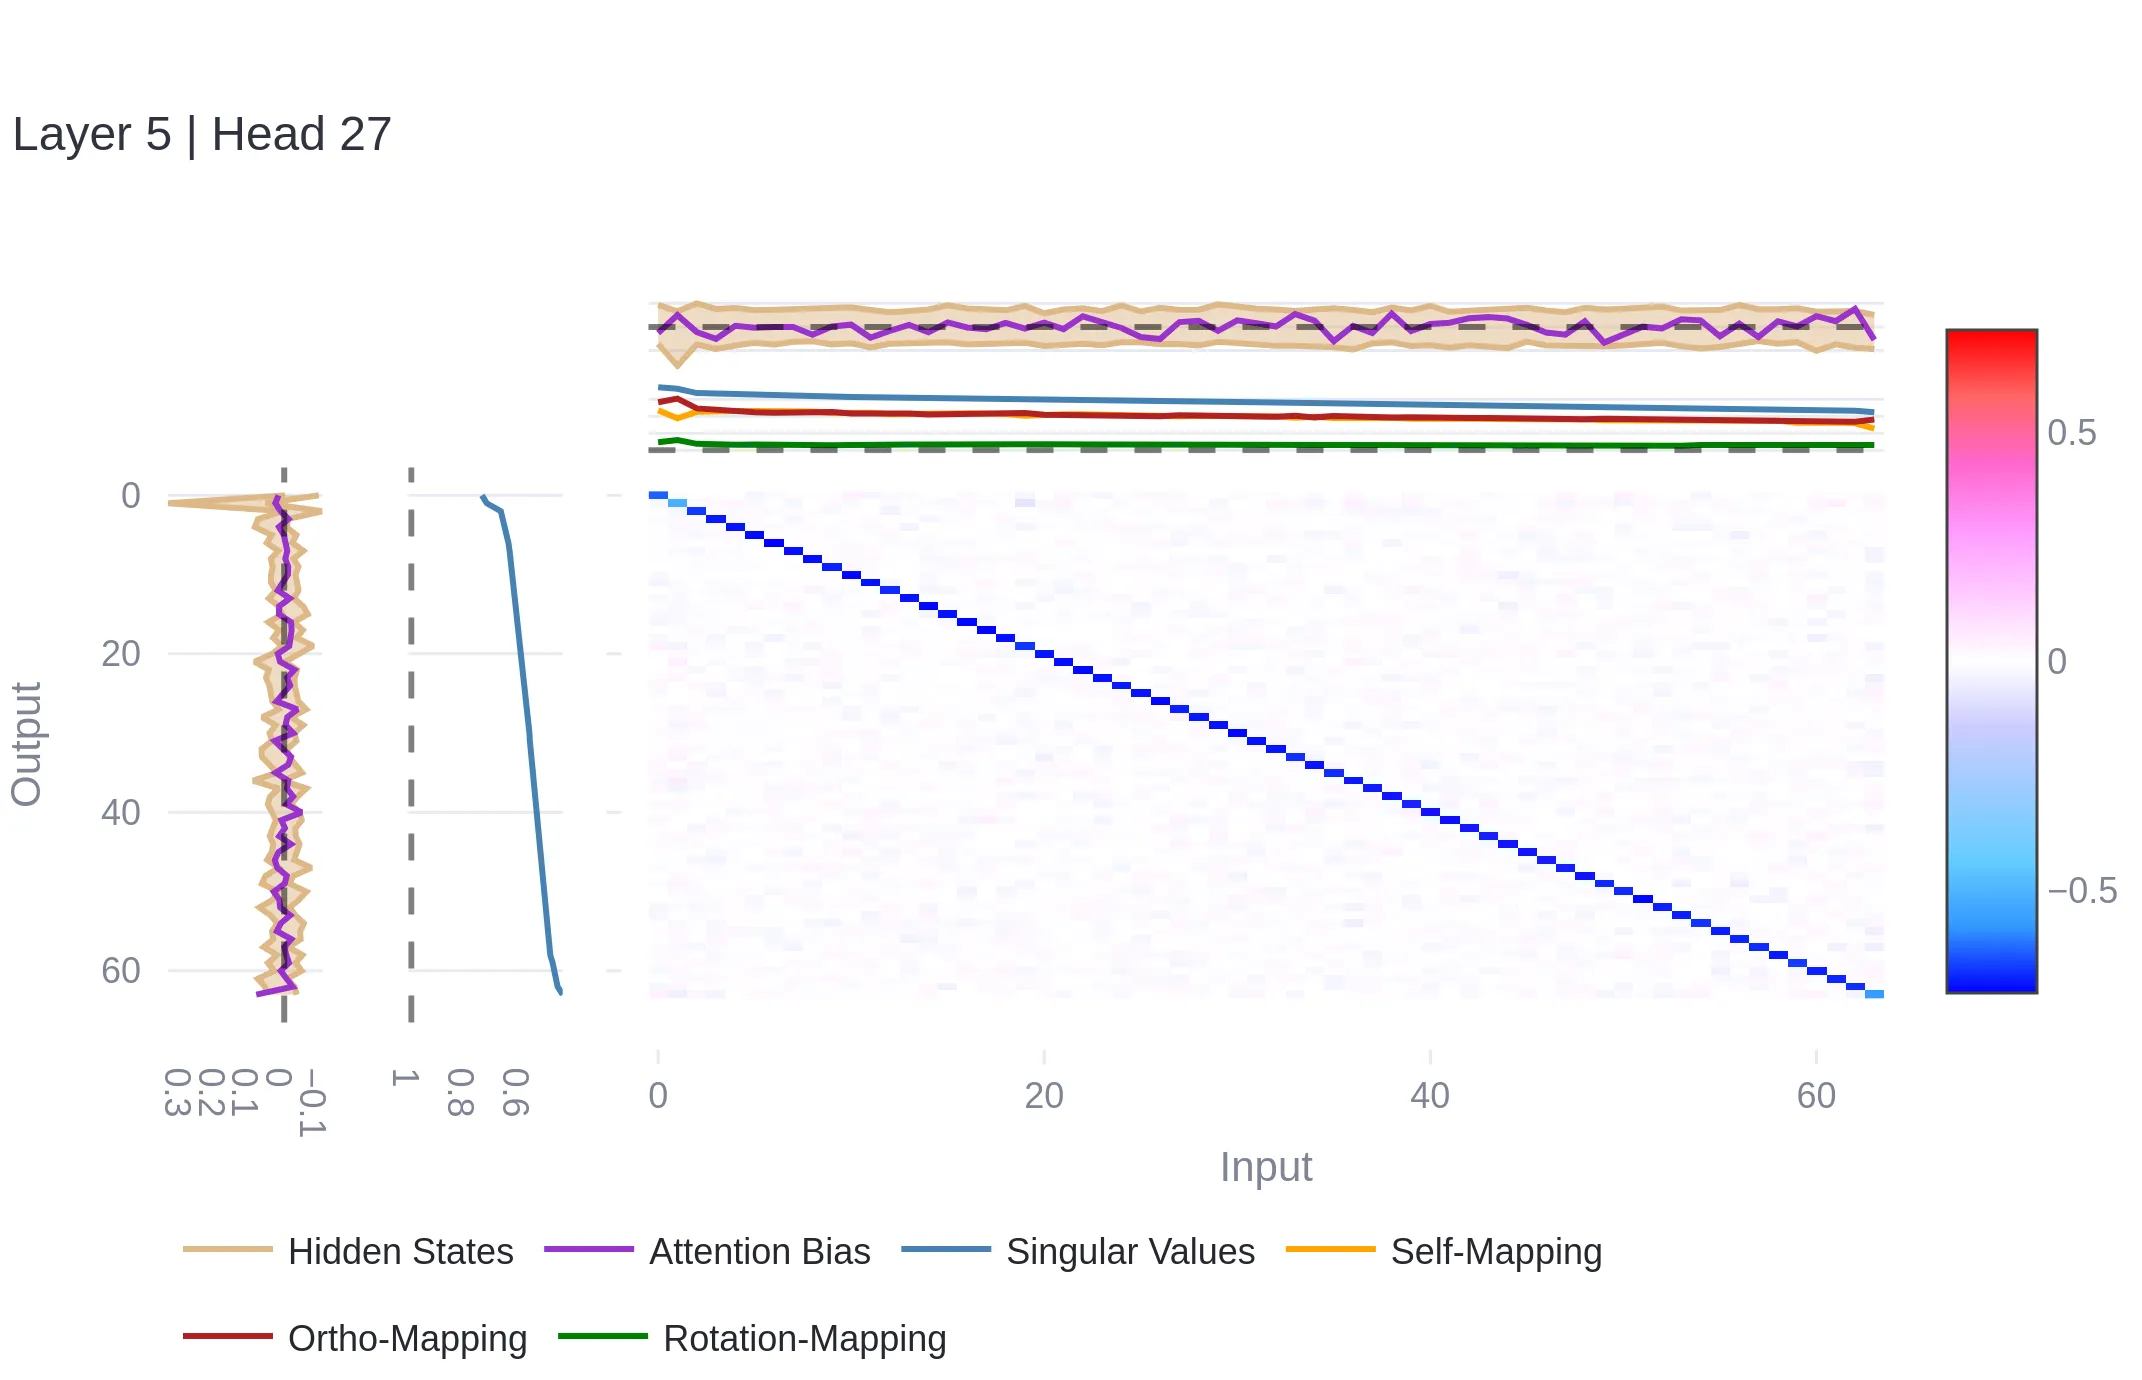 Layer 5 | Head 27
0
20
40
60
Output
0.3
0.2
0.1
0
−0.1
1
0.8
0.6
0
20
40
60
Input
0.5
0
−0.5
Hidden States
Attention Bias
Singular Values
Self-Mapping
Ortho-Mapping
Rotation-Mapping